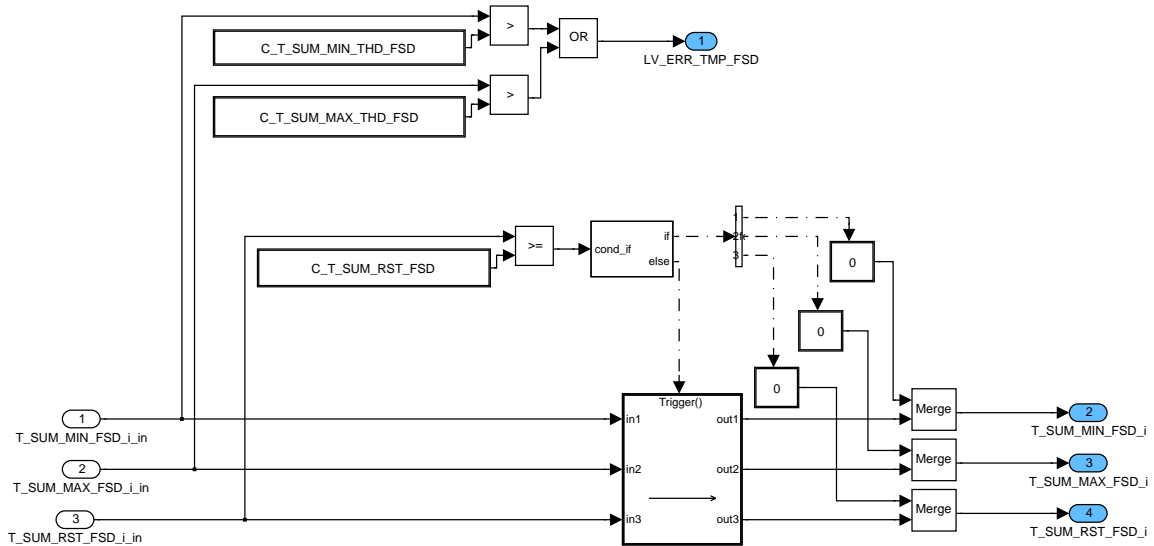 >
C_T_SUM_MIN_THD_FSD
OR
1
LV_ERR_TMP_FSD
>
C_T_SUM_MAX_THD_FSD
>=
C_T_SUM_RST_FSD
cond_if
if
else
1
3
0
0
0
Trigger()
1
T_SUM_MIN_FSD_i_in
in1
out1
Merge
2
T_SUM_MIN_FSD_i
2
T_SUM_MAX_FSD_i_in
in2
out2
Merge
3
T_SUM_MAX_FSD_i
3
T_SUM_RST_FSD_i_in
in3
out3
Merge
4
T_SUM_RST_FSD_i